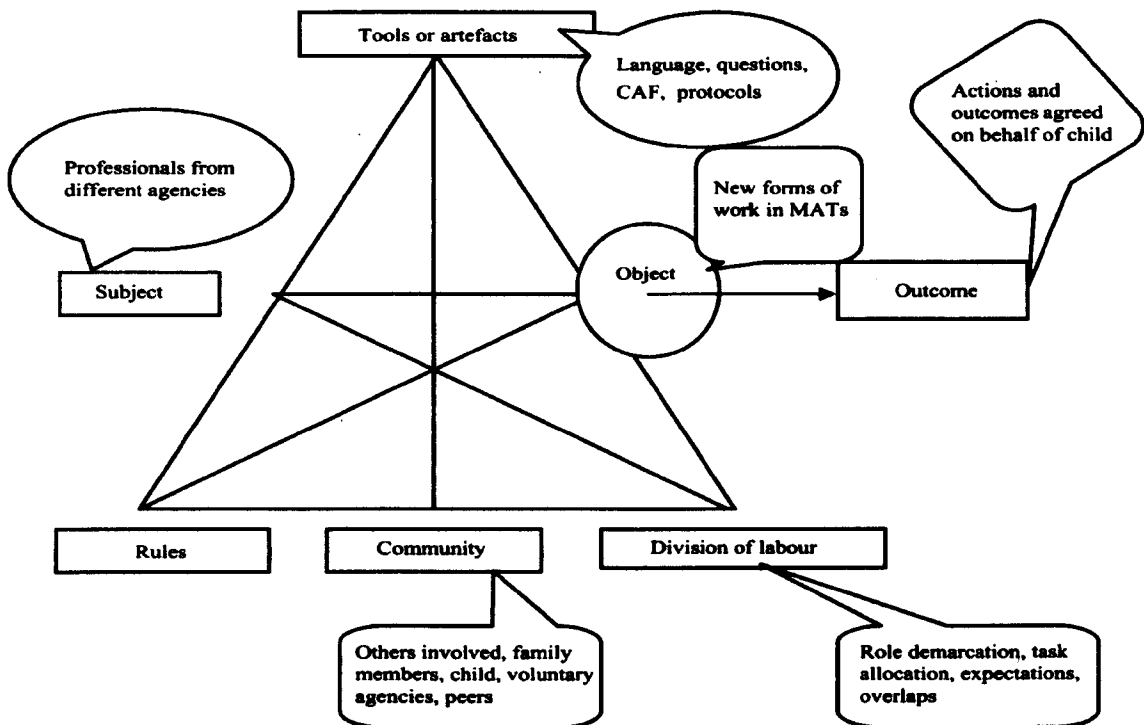 Tools or artefacts
Language, questions,
CAF, protocols
Actions and
outcomes agreed
on behalf of child
Professionals from
different agencies
New forms of
work in MATs
Subject
Object
Outcome
Rules
Community
Division of labour
Others involved, family
members, child, voluntary
agencies, peers
Role demarcation, task
allocation, expectations,
overlaps